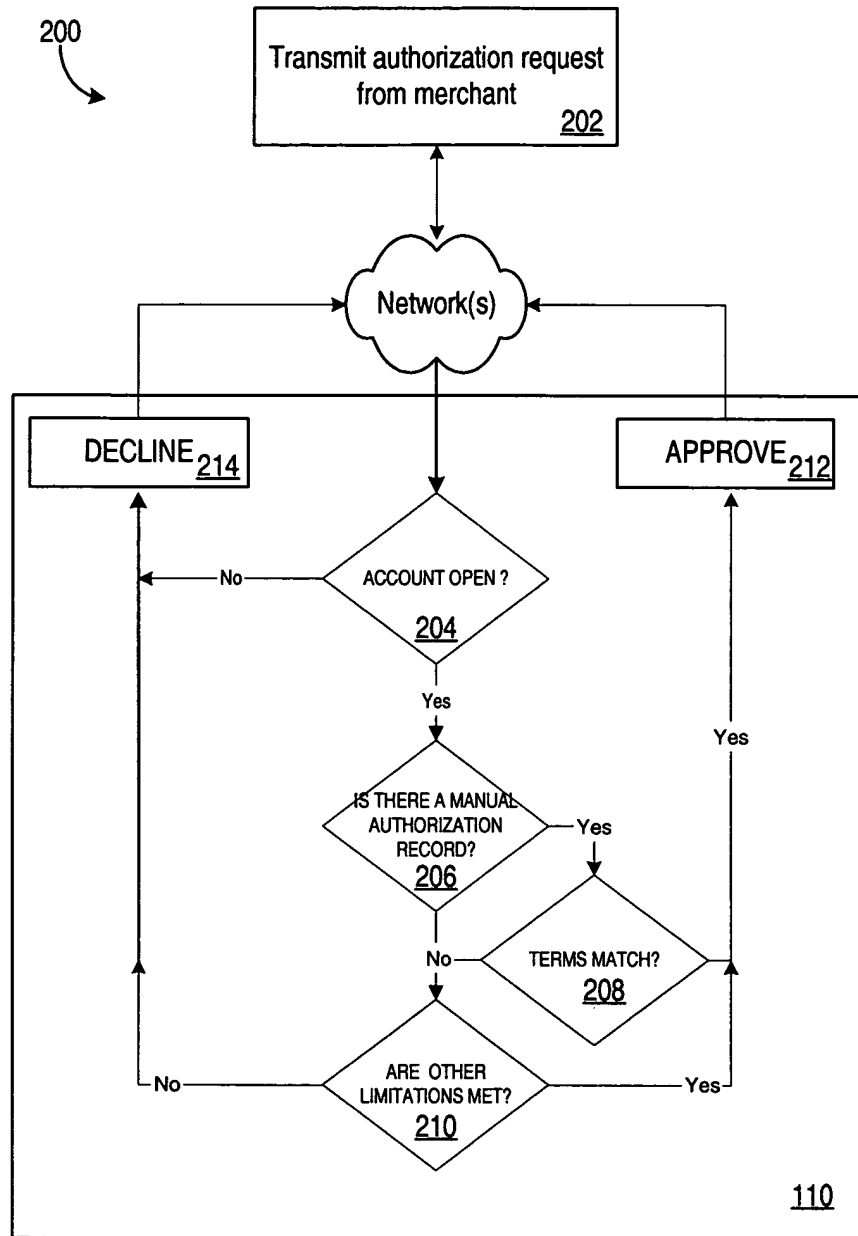 200
Transmit authorization request
from merchant
202
Network(s)
DECLINE 214
APPROVE 212
ACCOUNT OPEN ?
204
No
Yes
Yes
IS THERE A MANUAL
AUTHORIZATION
RECORD?
206
Yes
No
TERMS MATCH?
208
ARE OTHER
LIMITATIONS MET?
210
No
Yes
110